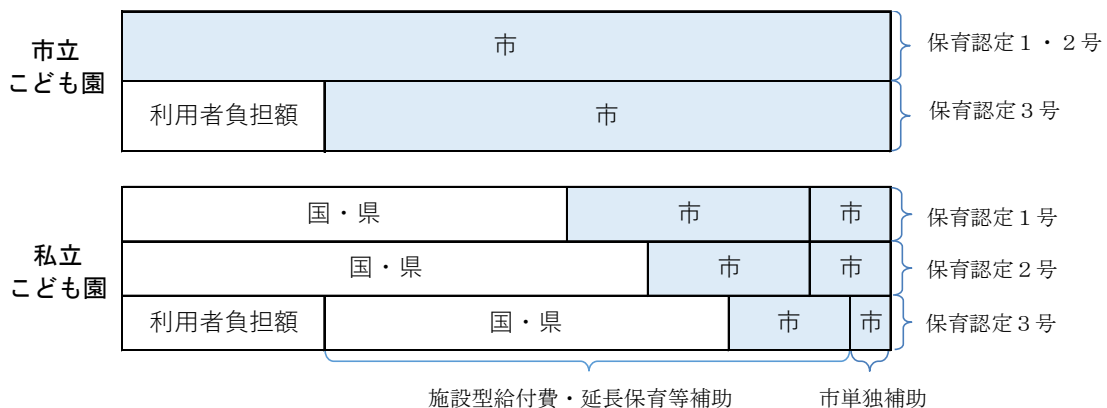 市立
こども園
市
保育認定１・２号
利用者負担額
市
保育認定３号
私立
こども園
国・県
市
市
保育認定１号
国・県
市
市
保育認定２号
利用者負担額
国・県
市
市
保育認定３号
施設型給付費・延長保育等補助
市単独補助